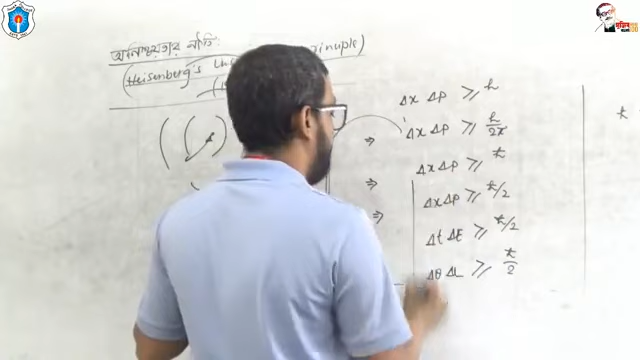 অনিশ্চয়তার নীতি:
(Heisenberg's
Δx Δp ≥ h
Δx Δp ≥ h/2π
Δx Δp ≥ ħ
Δx Δp ≥ ħ/2
Δt ΔE ≥ ħ/2
Δθ ΔL ≥ ħ/2
ħ